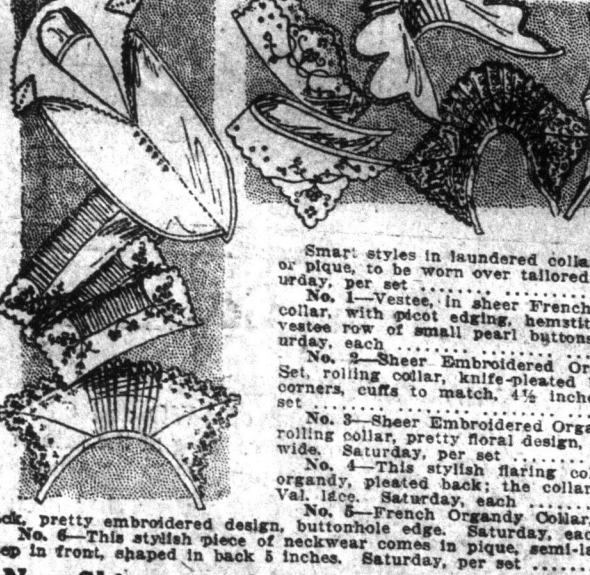 Smart styles in laundered colla
or pique, to be worn over tailored
urday, per set ..........
No. 1—Vestee, in sheer French
collar, with picot edging, hemstit
vestee row of small pearl buttons
urday, each ..........
No. 2—Sheer Embroidered Or
Set, rolling collar, knife-pleated
corners, cuffs to match, 4½ inche
set ..........
No. 3—Sheer Embroidered Orga
rolling collar, pretty floral design,
wide. Saturday, per set ..........
No. 4—This stylish flaring co
organdy, pleated back; the collar
Val. lace. Saturday, each ......
No. 5—French Organdy Collar,
ck, pretty embroidered design, buttonhole edge. Saturday, eac
No. 6—This stylish piece of neckwear comes in pique, semi-la
ep in front, shaped in back 5 inches. Saturday, per set ......